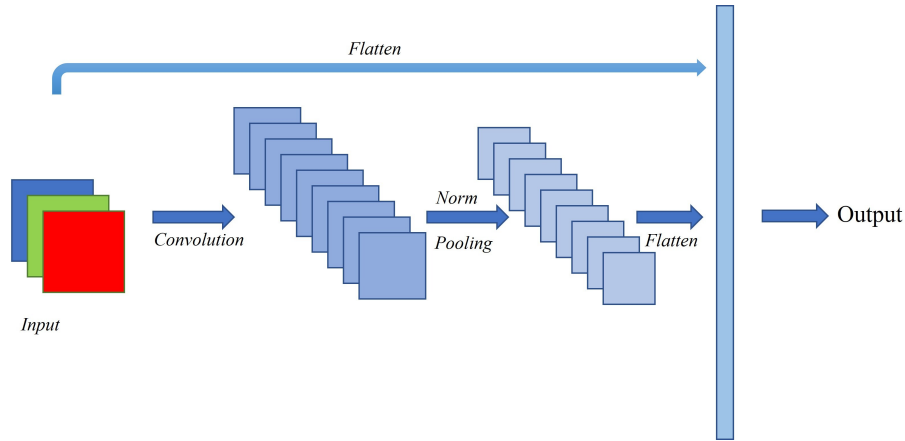 Flatten
Input
Convolution
Norm
Pooling
Flatten
Output